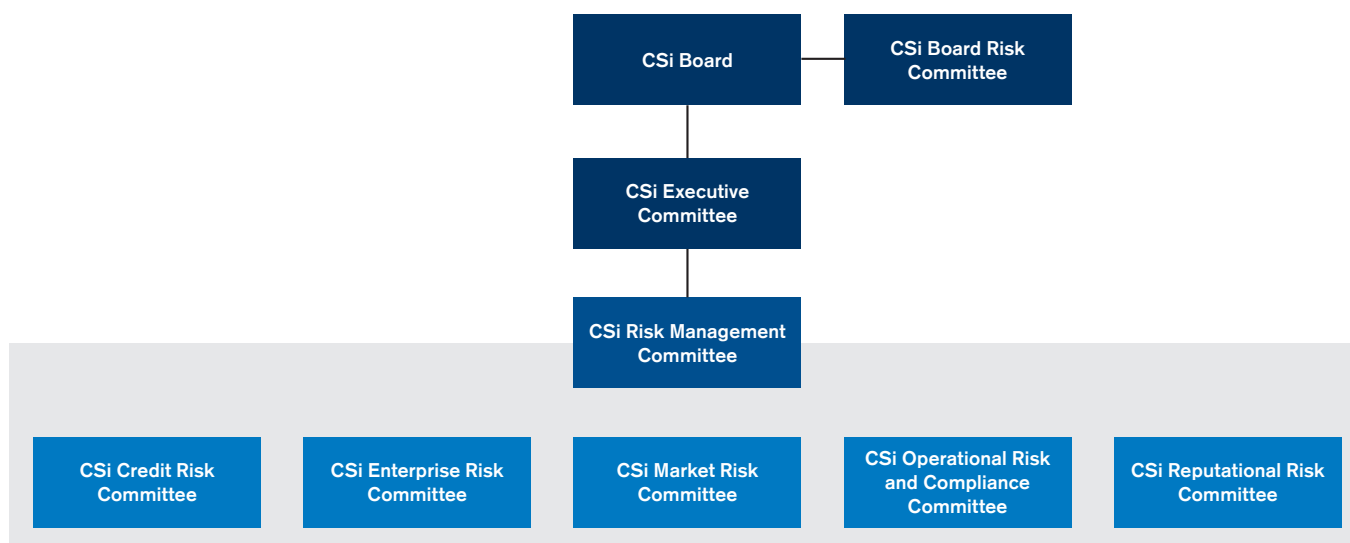 CSi Board
CSi Board Risk
Committee
CSi Executive
Committee
CSi Risk Management
Committee
CSi Credit Risk
Committee
CSi Enterprise Risk
Committee
CSi Market Risk
Committee
CSi Operational Risk
and Compliance
Committee
CSi Reputational Risk
Committee